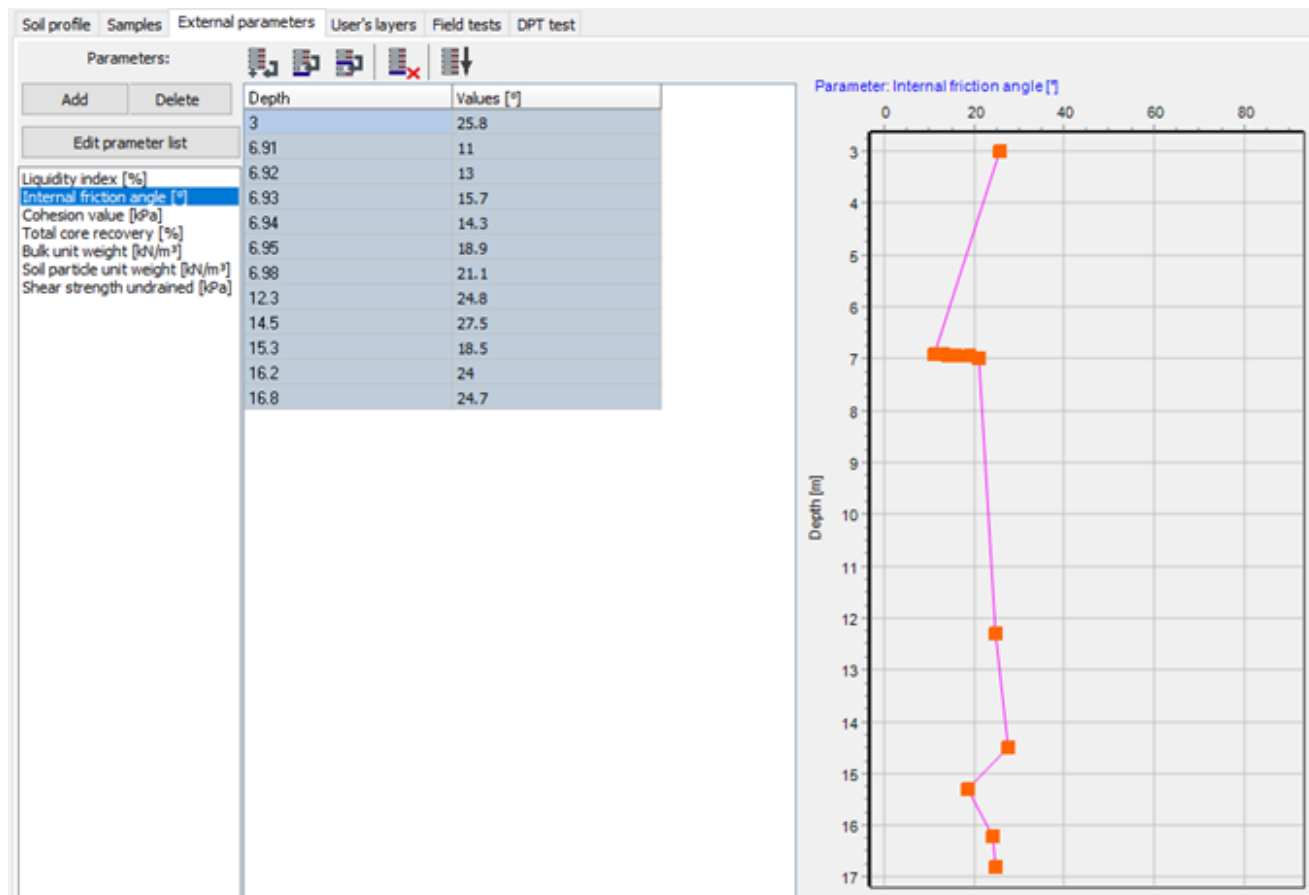 Soil profile Samples External parameters User's layers Field tests DPT test
Parameters:
Add Delete
Edit prameter list
Liquidity index [%]
Internal friction angle [°]
Cohesion value [kPa]
Total core recovery [%]
Bulk unit weight [kN/m³]
Soil particle unit weight [kN/m³]
Shear strength undrained [kPa]
Depth Values [°]
3 25.8
6.91 11
6.92 13
6.93 15.7
6.94 14.3
6.95 18.9
6.98 21.1
12.3 24.8
14.5 27.5
15.3 18.5
16.2 24
16.8 24.7
Parameter: Internal friction angle [°]
0 20 40 60 80
3
4
5
6
7
8
9
10
11
12
13
14
15
16
17
Depth [m]